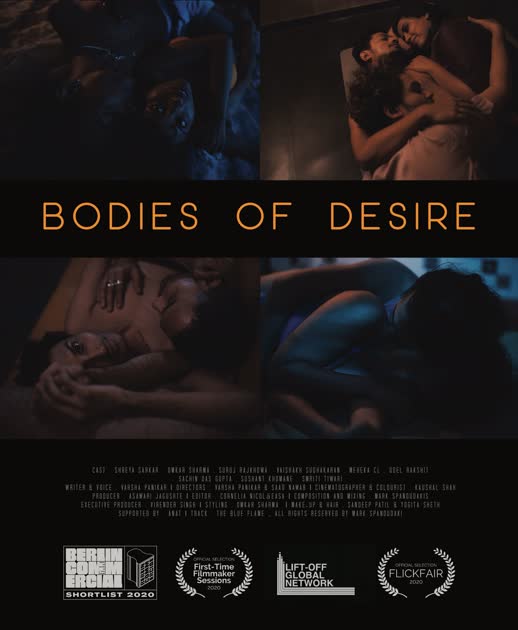 BODIES OF DESIRE
CAST SHREYA SARKAR OMKAR SHARMA . SUROJ RAJKHOWA VAISHAKH SUDHAKARAN MEHEKA CL ODEL RAKSHIT
SACHIN DAS GUPTA SUSHANT KHOMANE SMRITI TIWARI
WRITER & VOICE : VARSHA PANIKAR I DIRECTORS : VARSHA PANIKAR & SAAD NAWAB I CINEMATOGRAPHER & COLOURIST : KAUSHAL SHAH
PRODUCER : ASAWARI JAGUSHTE I EDITOR : CORNELIA I COMPOSITION AND MIXING : MARK SPANOUDAKIS
EXECUTIVE PRODUCER : VIRENDER SINGH I STYLING : OMKAR SHARMA I MAKE-UP & HAIR : SANDEEP PATIL & YOGITA SHETH
SUPPORTED BY : ANAT I TRACK : THE BLUE FLAME , ALL RIGHTS RESERVED BY MARK SPANOUDAKI
BERLIN
COMM
ERCIAL
SHORTLIST 2020
OFFICIAL SELECTION
First-Time
Filmmaker
Sessions
2020
LIFT-OFF
GLOBAL
NETWORK
OFFICIAL SELECTION
FLICKFAIR
2020